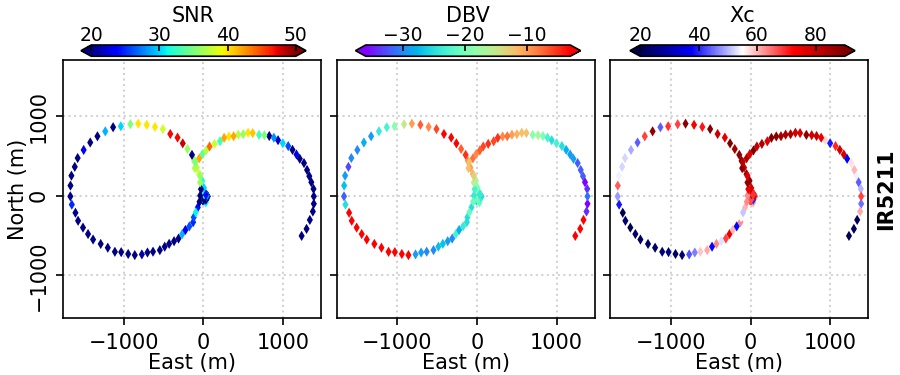 SNR DBV Xc
20 30 40 50 −30 −20 −10 20 40 60 80
1000
0
−1000
North (m)
−1000 0 1000 −1000 0 1000 −1000 0 1000
East (m) East (m) East (m)
IR5211